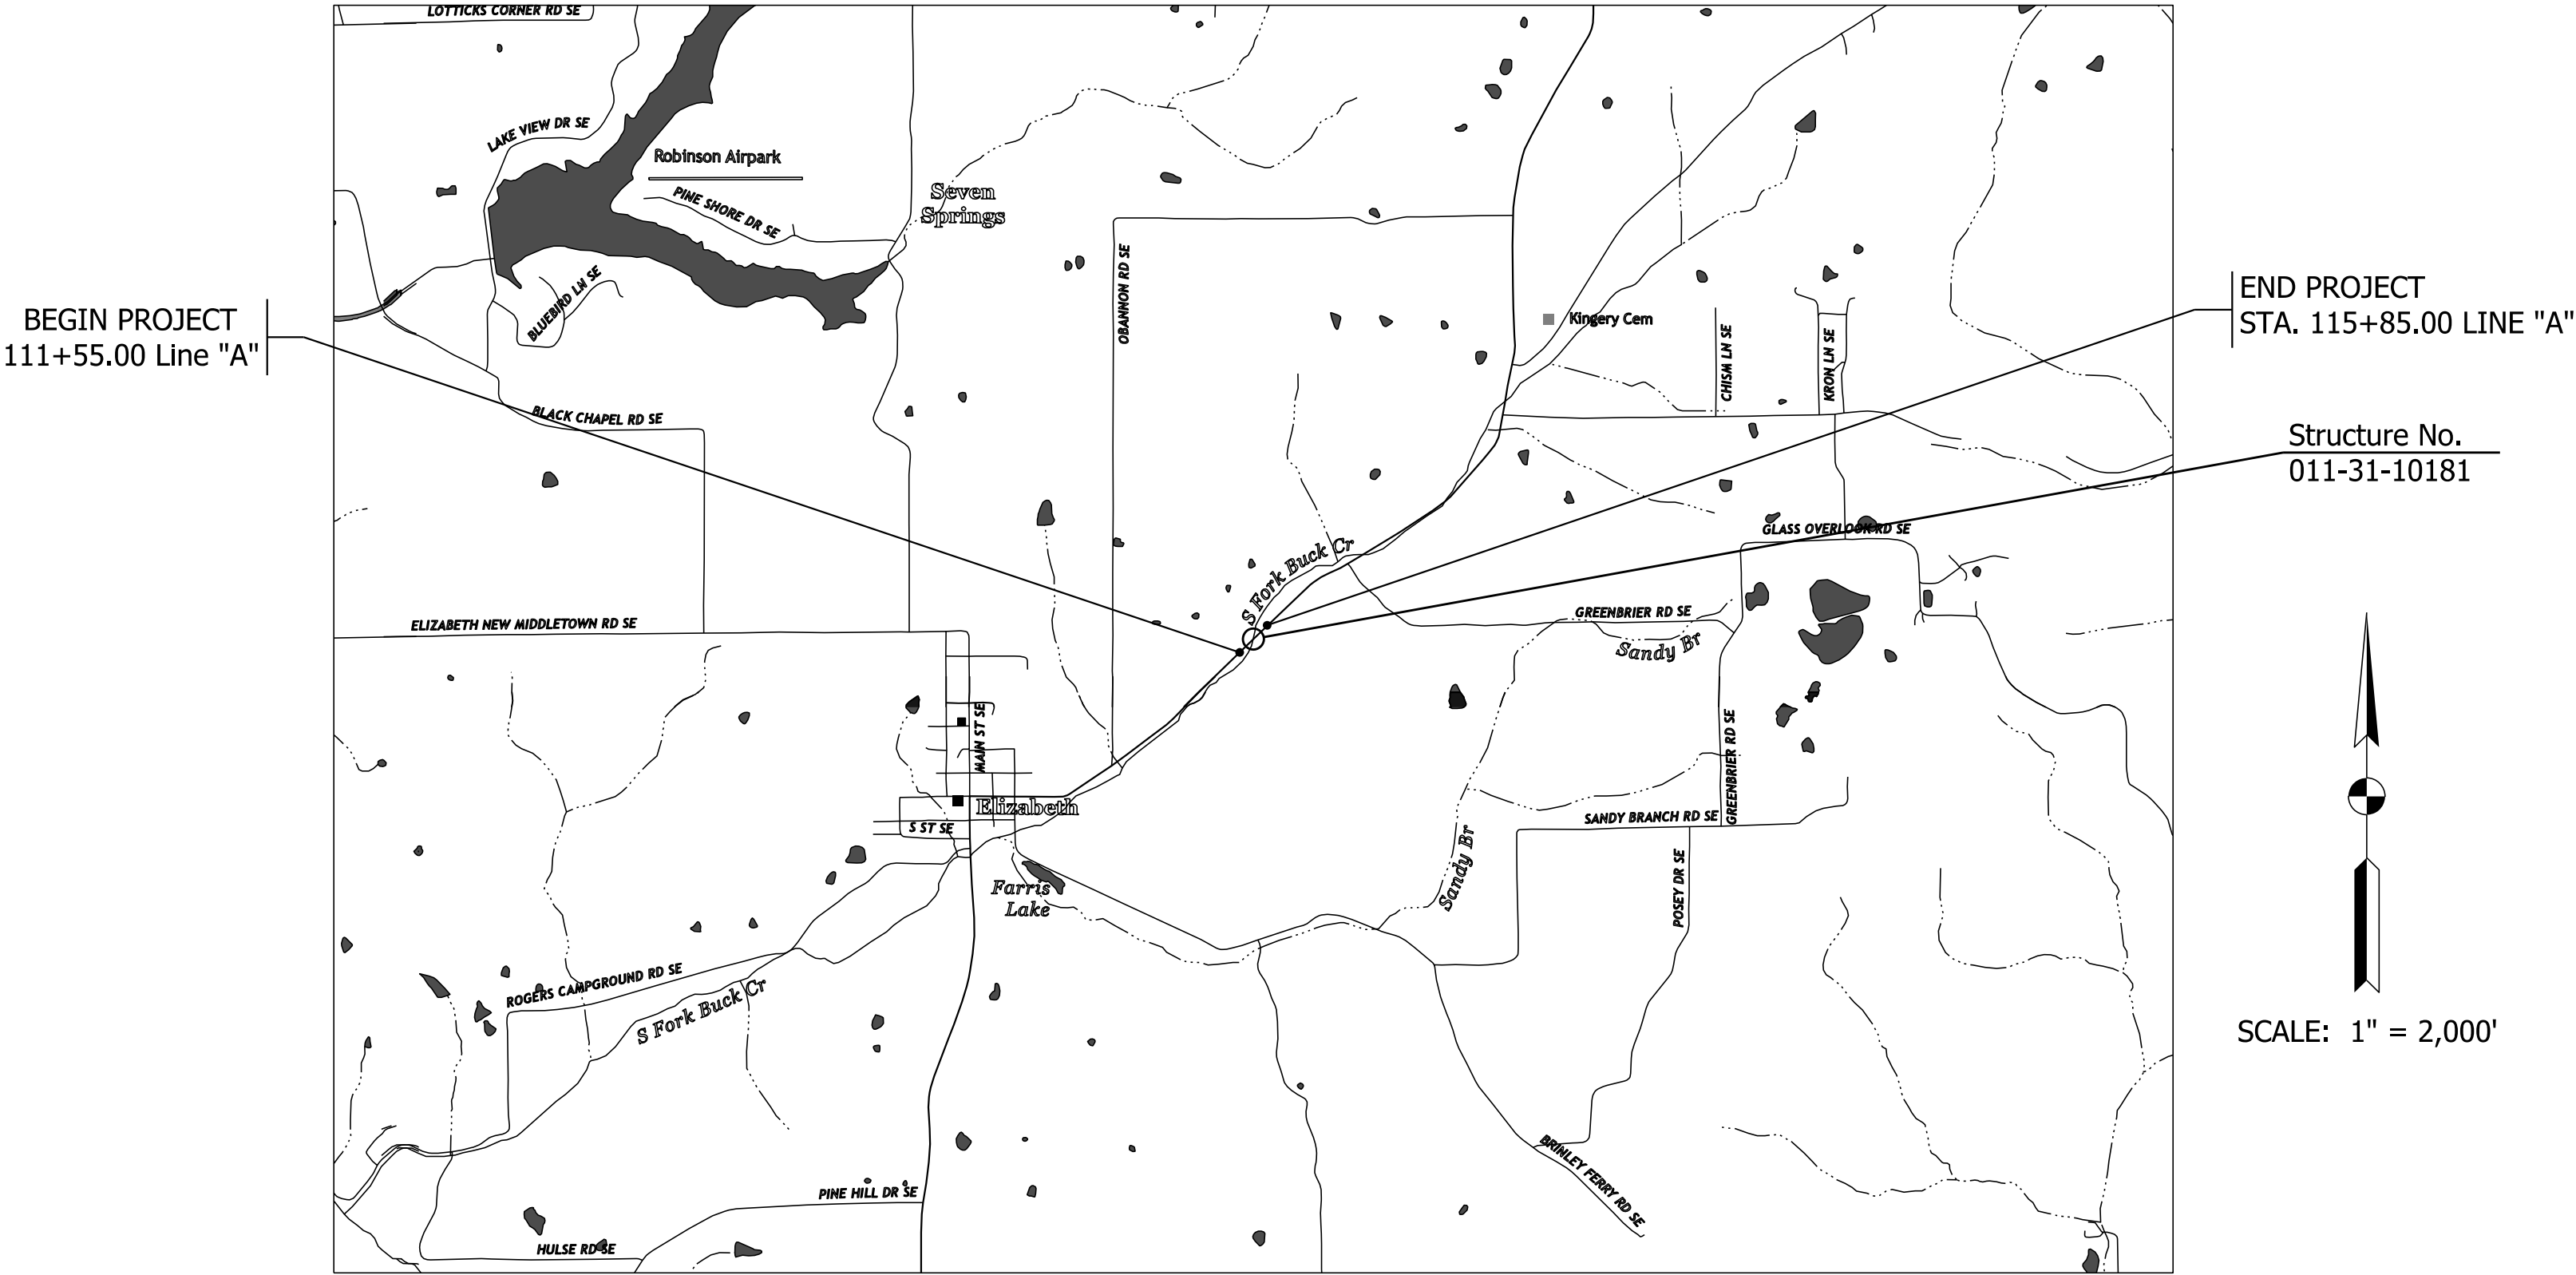 LOTTICKS CORNER RD SE
LAKE VIEW DR SE
Robinson Airpark
PINE SHORE DR SE
Seven
Springs
BLUEBIRD LN SE
OBANNON RD SE
BEGIN PROJECT
111+55.00 Line "A"
END PROJECT
STA. 115+85.00 LINE "A"
Kingery Cem
CHISM LN SE
KRON LN SE
BLACK CHAPEL RD SE
Structure No.
011-31-10181
GLASS OVERLOOK RD SE
S Fork Buck Cr
GREENBRIER RD SE
ELIZABETH NEW MIDDLETOWN RD SE
Sandy Br
MAIN ST SE
GREENBRIER RD SE
Elizabeth
S ST SE
SANDY BRANCH RD SE
Sandy Br
POSEY DR SE
Farris
Lake
ROGERS CAMPGROUND RD SE
S Fork Buck Cr
SCALE: 1" = 2,000'
BRINLEY FERRY RD SE
PINE HILL DR SE
HULSE RD SE